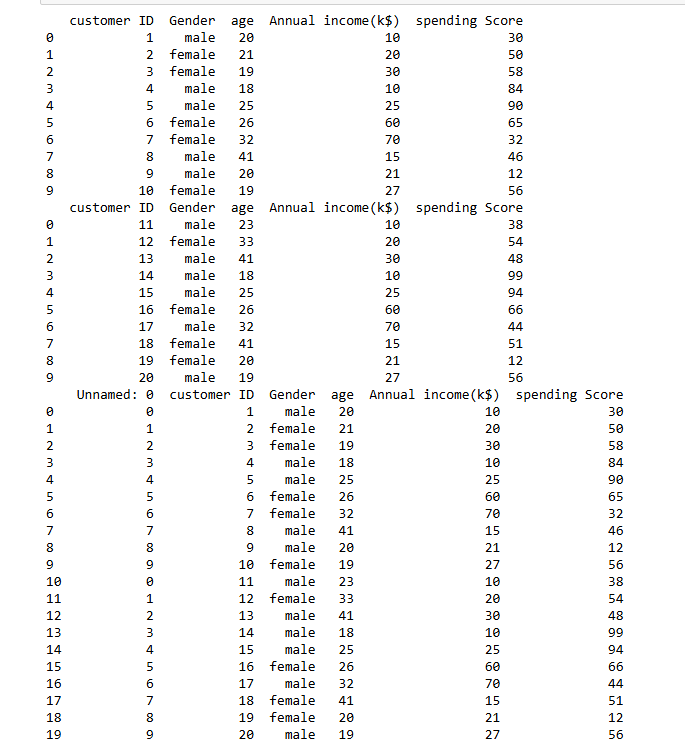 customer ID Gender age Annual income(k$) spending Score
0 1 male 20 10 30
1 2 female 21 20 50
2 3 female 19 30 58
3 4 male 18 10 84
4 5 male 25 25 90
5 6 female 26 60 65
6 7 female 32 70 32
7 8 male 41 15 46
8 9 male 20 21 12
9 10 female 19 27 56
customer ID Gender age Annual income(k$) spending Score
0 11 male 23 10 38
1 12 female 33 20 54
2 13 male 41 30 48
3 14 male 18 10 99
4 15 male 25 25 94
5 16 female 26 60 66
6 17 male 32 70 44
7 18 female 41 15 51
8 19 female 20 21 12
9 20 male 19 27 56
Unnamed: 0 customer ID Gender age Annual income(k$) spending Score
0 0 1 male 20 10 30
1 1 2 female 21 20 50
2 2 3 female 19 30 58
3 3 4 male 18 10 84
4 4 5 male 25 25 90
5 5 6 female 26 60 65
6 6 7 female 32 70 32
7 7 8 male 41 15 46
8 8 9 male 20 21 12
9 9 10 female 19 27 56
10 0 11 male 23 10 38
11 1 12 female 33 20 54
12 2 13 male 41 30 48
13 3 14 male 18 10 99
14 4 15 male 25 25 94
15 5 16 female 26 60 66
16 6 17 male 32 70 44
17 7 18 female 41 15 51
18 8 19 female 20 21 12
19 9 20 male 19 27 56